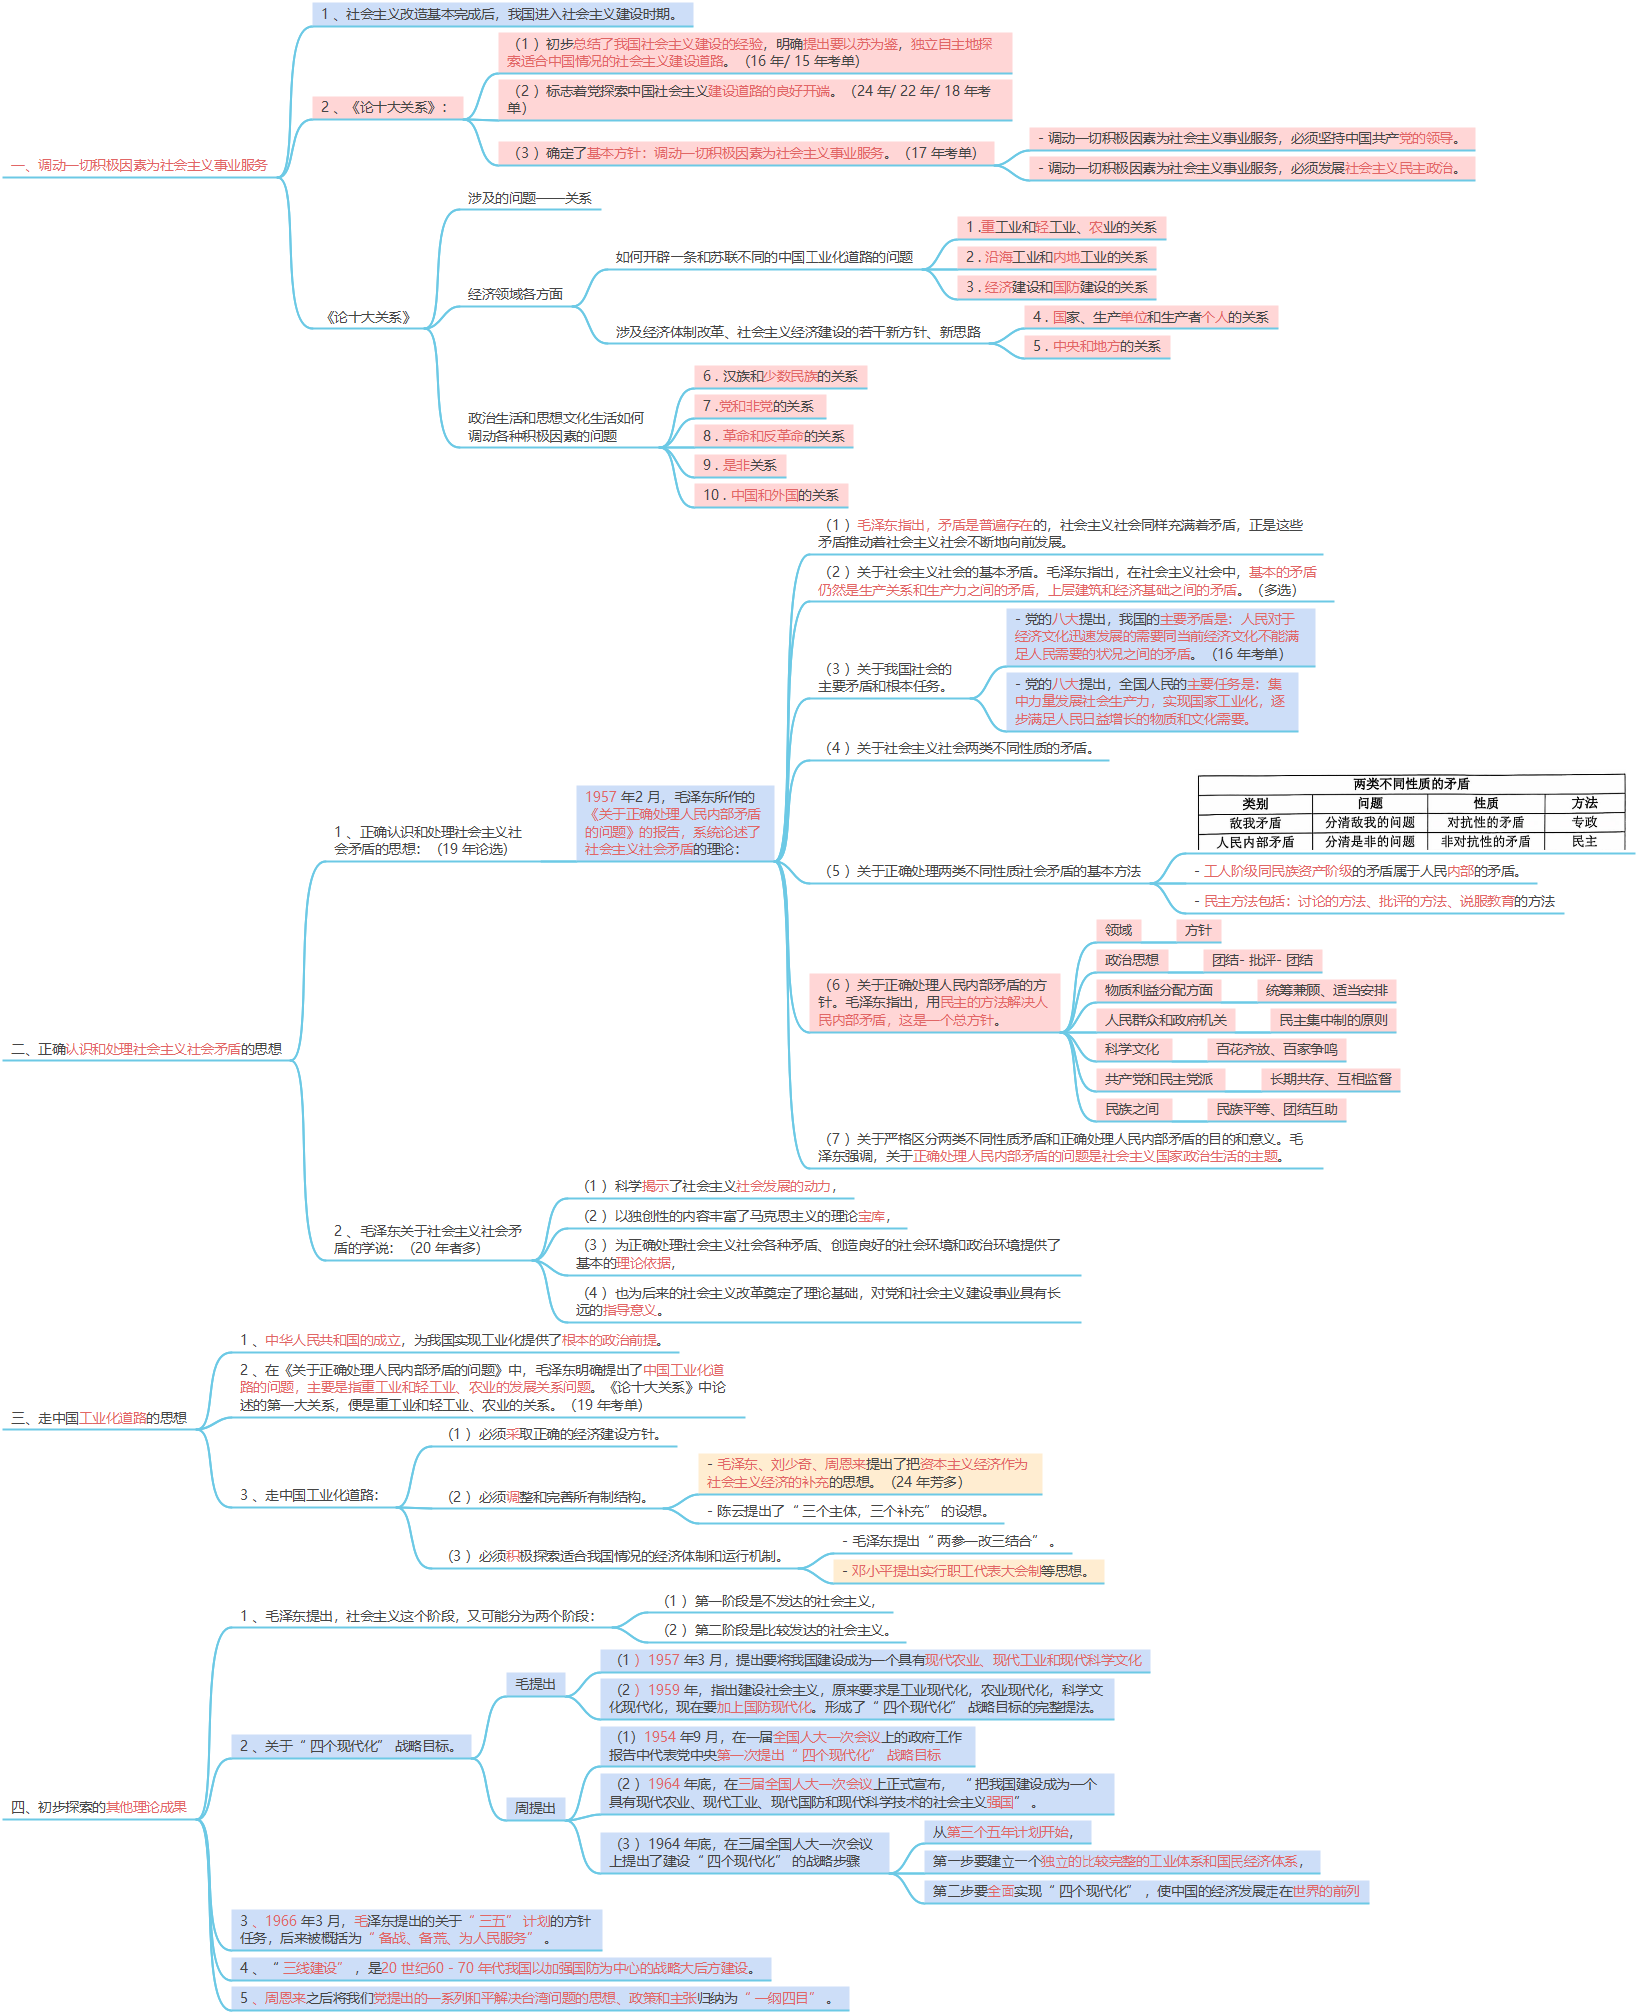 一、调动一切积极因素为社会主义事业服务
1 、社会主义改造基本完成后，我国进入社会主义建设时期。
2 、《论十大关系》：
（1 ）初步总结了我国社会主义建设的经验，明确提出要以苏为鉴，独立自主地探
索适合中国情况的社会主义建设道路。（16 年/ 15 年考单）
（2 ）标志着党探索中国社会主义建设道路的良好开端。（24 年/ 22 年/ 18 年考
单）
（3 ）确定了基本方针：调动一切积极因素为社会主义事业服务。（17 年考单）
- 调动一切积极因素为社会主义事业服务，必须坚持中国共产党的领导。
- 调动一切积极因素为社会主义事业服务，必须发展社会主义民主政治。
《论十大关系》
涉及的问题——关系
经济领域各方面
如何开辟一条和苏联不同的中国工业化道路的问题
1 .重工业和轻工业、农业的关系
2 . 沿海工业和内地工业的关系
3 . 经济建设和国防建设的关系
涉及经济体制改革、社会主义经济建设的若干新方针、新思路
4 . 国家、生产单位和生产者个人的关系
5 . 中央和地方的关系
政治生活和思想文化生活如何
调动各种积极因素的问题
6 . 汉族和少数民族的关系
7 .党和非党的关系
8 . 革命和反革命的关系
9 . 是非关系
10 . 中国和外国的关系
二、正确认识和处理社会主义社会矛盾的思想
1 、正确认识和处理社会主义社
会矛盾的思想：（19 年论选）
1957 年2 月，毛泽东所作的
《关于正确处理人民内部矛盾
的问题》的报告，系统论述了
社会主义社会矛盾的理论：
（1 ）毛泽东指出，矛盾是普遍存在的，社会主义社会同样充满着矛盾，正是这些
矛盾推动着社会主义社会不断地向前发展。
（2 ）关于社会主义社会的基本矛盾。毛泽东指出，在社会主义社会中，基本的矛盾
仍然是生产关系和生产力之间的矛盾，上层建筑和经济基础之间的矛盾。（多选）
（3 ）关于我国社会的
主要矛盾和根本任务。
- 党的八大提出，我国的主要矛盾是：人民对于
经济文化迅速发展的需要同当前经济文化不能满
足人民需要的状况之间的矛盾。（16 年考单）
- 党的八大提出，全国人民的主要任务是：集
中力量发展社会生产力，实现国家工业化，逐
步满足人民日益增长的物质和文化需要。
（4 ）关于社会主义社会两类不同性质的矛盾。
（5 ）关于正确处理两类不同性质社会矛盾的基本方法
两类不同性质的矛盾
类别 问题 性质 方法
敌我矛盾 分清敌我的问题 对抗性的矛盾 专政
人民内部矛盾 分清是非的问题 非对抗性的矛盾 民主
- 工人阶级同民族资产阶级的矛盾属于人民内部的矛盾。
- 民主方法包括：讨论的方法、批评的方法、说服教育的方法
（6 ）关于正确处理人民内部矛盾的方
针。毛泽东指出，用民主的方法解决人
民内部矛盾，这是一个总方针。
领域 方针
政治思想 团结- 批评- 团结
物质利益分配方面 统筹兼顾、适当安排
人民群众和政府机关 民主集中制的原则
科学文化 百花齐放、百家争鸣
共产党和民主党派 长期共存、互相监督
民族之间 民族平等、团结互助
（7 ）关于严格区分两类不同性质矛盾和正确处理人民内部矛盾的目的和意义。毛
泽东强调，关于正确处理人民内部矛盾的问题是社会主义国家政治生活的主题。
2 、毛泽东关于社会主义社会矛
盾的学说：（20 年者多）
（1 ）科学揭示了社会主义社会发展的动力，
（2 ）以独创性的内容丰富了马克思主义的理论宝库，
（3 ）为正确处理社会主义社会各种矛盾、创造良好的社会环境和政治环境提供了
基本的理论依据，
（4 ）也为后来的社会主义改革奠定了理论基础，对党和社会主义建设事业具有长
远的指导意义。
三、走中国工业化道路的思想
1 、中华人民共和国的成立，为我国实现工业化提供了根本的政治前提。
2 、在《关于正确处理人民内部矛盾的问题》中，毛泽东明确提出了中国工业化道
路的问题，主要是指重工业和轻工业、农业的发展关系问题。《论十大关系》中论
述的第一大关系，便是重工业和轻工业、农业的关系。（19 年考单）
3 、走中国工业化道路：
（1 ）必须采取正确的经济建设方针。
（2 ）必须调整和完善所有制结构。
- 毛泽东、刘少奇、周恩来提出了把资本主义经济作为
社会主义经济的补充的思想。（24 年芳多）
- 陈云提出了“ 三个主体，三个补充” 的设想。
（3 ）必须积极探索适合我国情况的经济体制和运行机制。
- 毛泽东提出“ 两参一改三结合” 。
- 邓小平提出实行职工代表大会制等思想。
四、初步探索的其他理论成果
1 、毛泽东提出，社会主义这个阶段，又可能分为两个阶段：
（1 ）第一阶段是不发达的社会主义，
（2 ）第二阶段是比较发达的社会主义。
2 、关于“ 四个现代化” 战略目标。
毛提出
（1 ）1957 年3 月，提出要将我国建设成为一个具有现代农业、现代工业和现代科学文化
（2 ）1959 年，指出建设社会主义，原来要求是工业现代化，农业现代化，科学文
化现代化，现在要加上国防现代化。形成了“ 四个现代化” 战略目标的完整提法。
周提出
（1）1954 年9 月，在一届全国人大一次会议上的政府工作
报告中代表党中央第一次提出“ 四个现代化” 战略目标
（2 ）1964 年底，在三届全国人大一次会议上正式宣布， “ 把我国建设成为一个
具有现代农业、现代工业、现代国防和现代科学技术的社会主义强国” 。
（3 ）1964 年底，在三届全国人大一次会议
上提出了建设“ 四个现代化” 的战略步骤
从第三个五年计划开始，
第一步要建立一个独立的比较完整的工业体系和国民经济体系，
第二步要全面实现“ 四个现代化” ，使中国的经济发展走在世界的前列
3 、1966 年3 月，毛泽东提出的关于“ 三五” 计划的方针
任务，后来被概括为“ 备战、备荒、为人民服务” 。
4 、“ 三线建设” ，是20 世纪60 - 70 年代我国以加强国防为中心的战略大后方建设。
5 、周恩来之后将我们党提出的一系列和平解决台湾问题的思想、政策和主张归纳为“ 一纲四目” 。